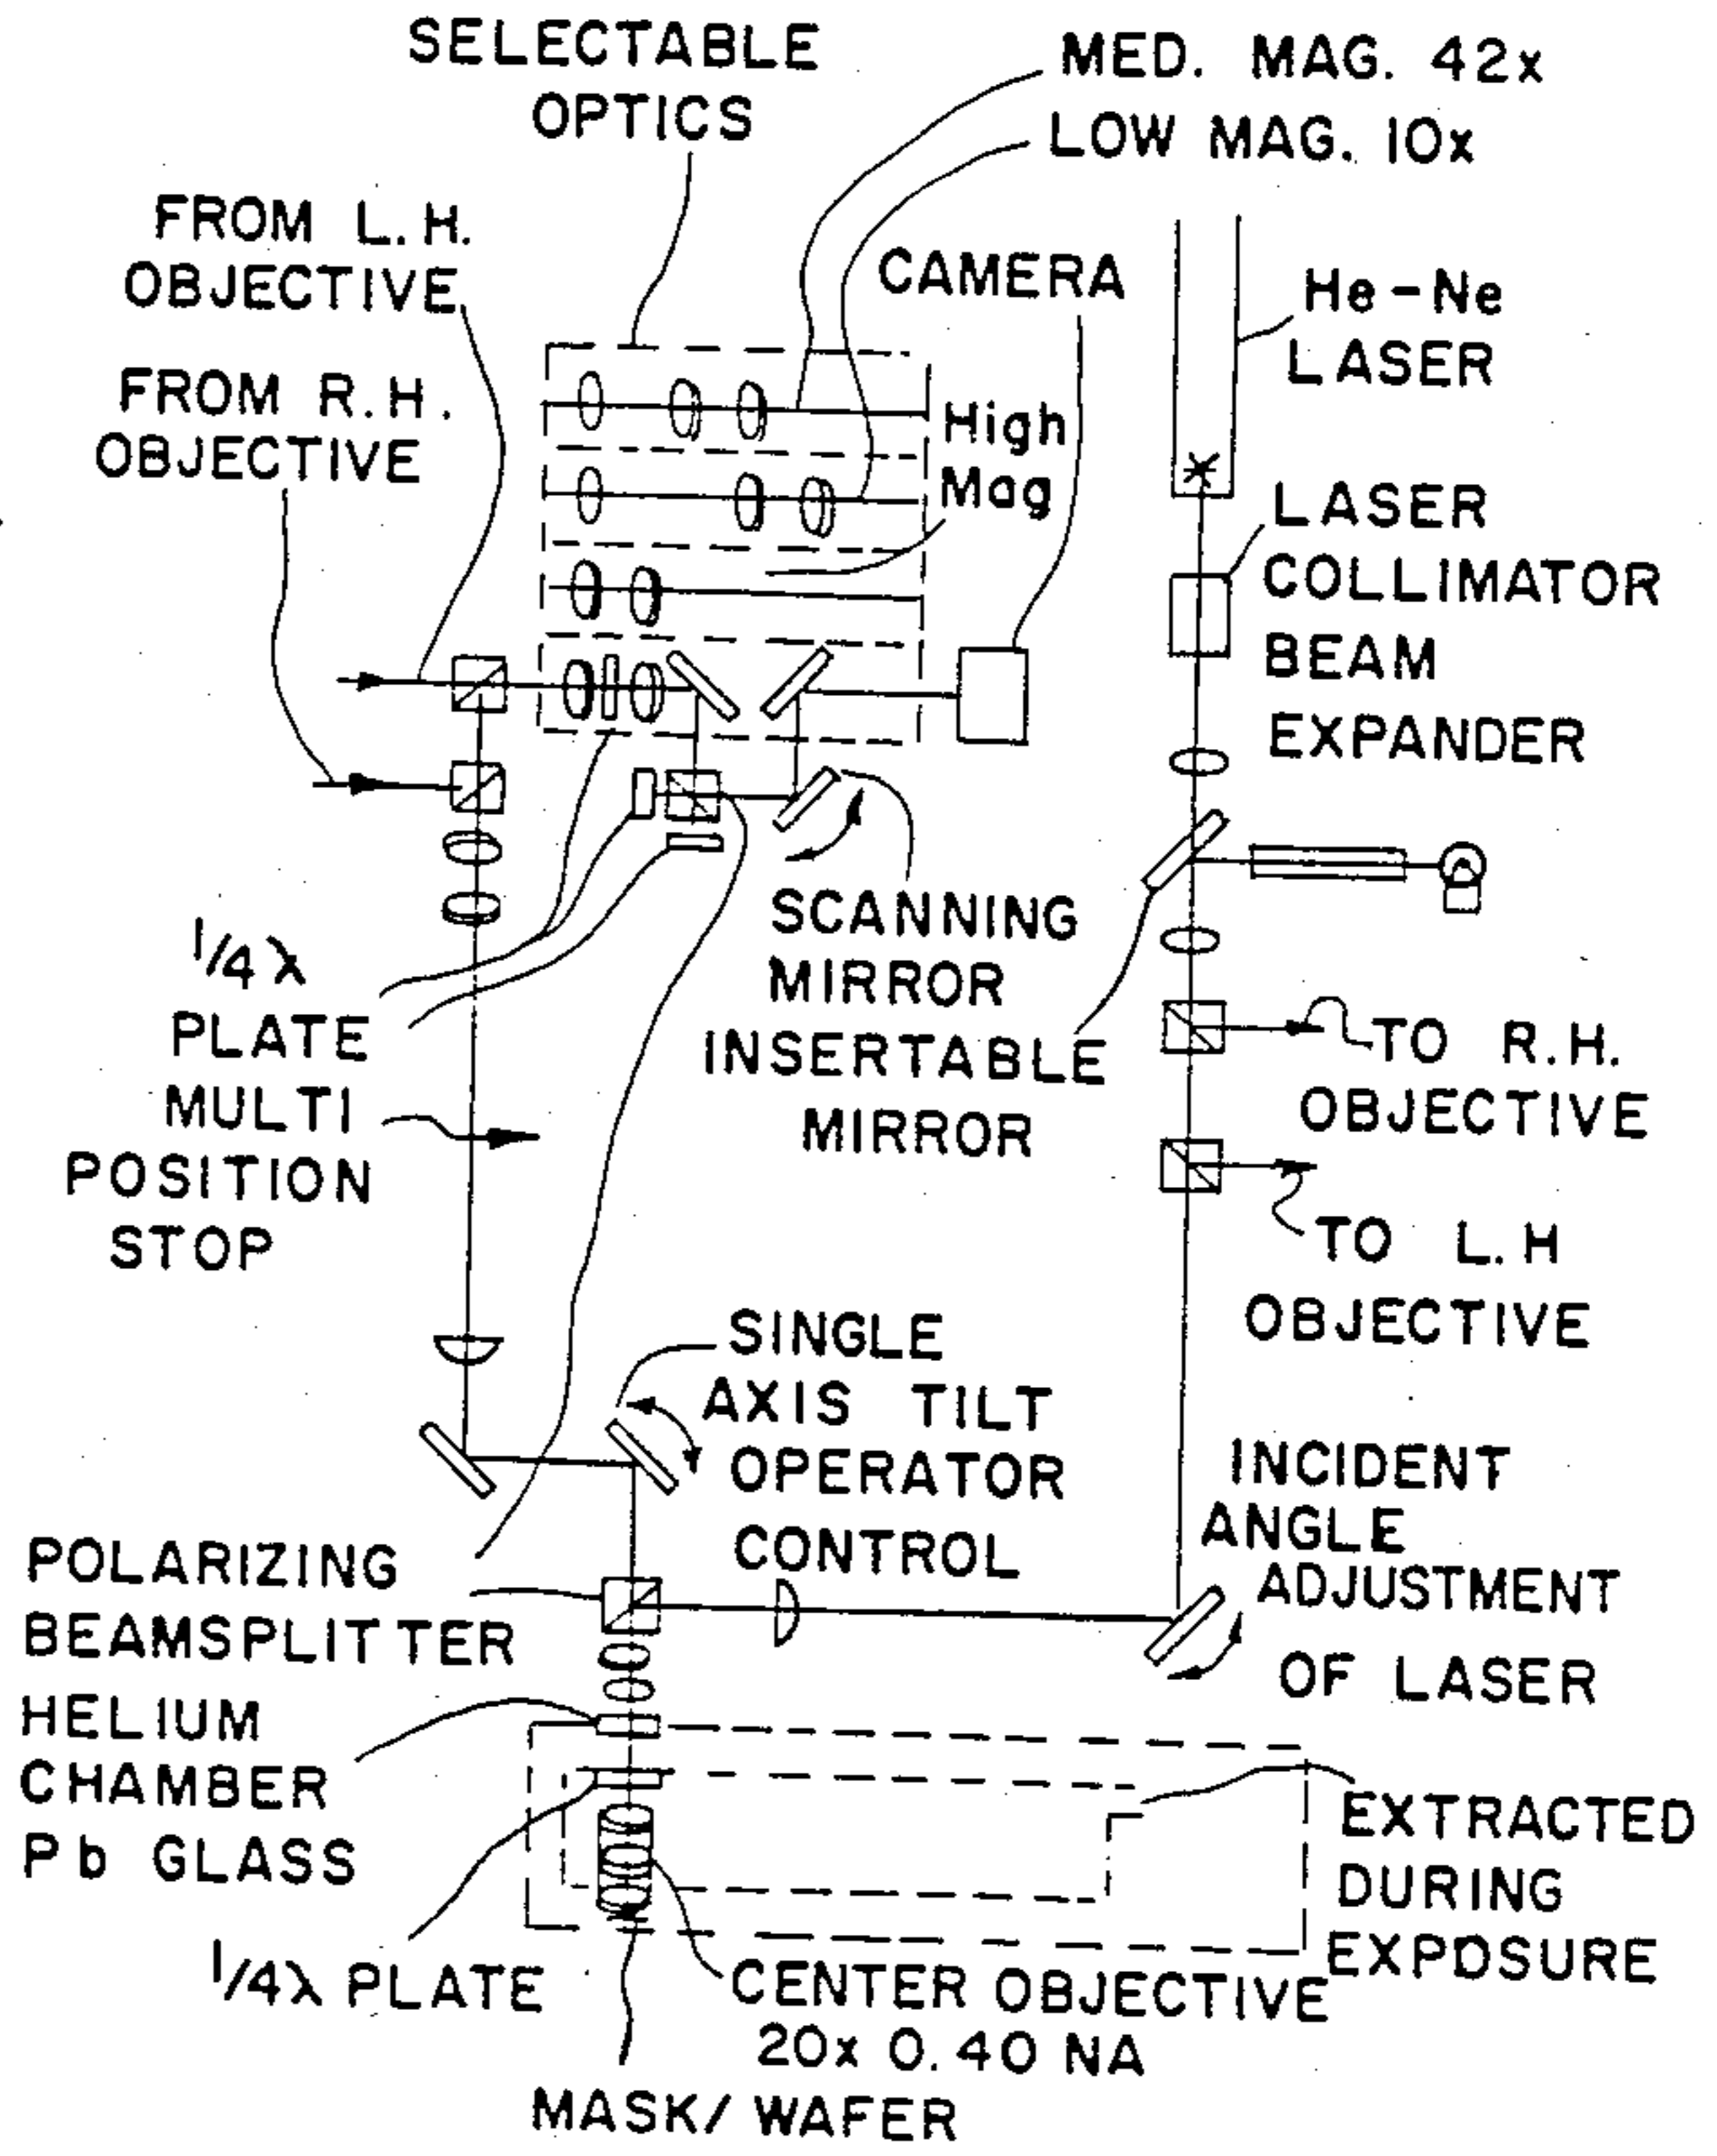 SELECTABLE
OPTICS
MED. MAG. 42x
LOW MAG. 10x
FROM L.H.
OBJECTIVE
FROM R.H.
OBJECTIVE
CAMERA
He-Ne
LASER
High
Mag
LASER
COLLIMATOR
BEAM
EXPANDER
1/4 λ
PLATE
SCANNING
MIRROR
INSERTABLE
MIRROR
MULTI
POSITION
STOP
TO R.H.
OBJECTIVE
TO L.H
OBJECTIVE
SINGLE
AXIS TILT
OPERATOR
CONTROL
INCIDENT
ANGLE
ADJUSTMENT
OF LASER
POLARIZING
BEAMSPLITTER
HELIUM
CHAMBER
Pb GLASS
EXTRACTED
DURING
EXPOSURE
1/4λ PLATE
CENTER OBJECTIVE
20x 0.40 NA
MASK/WAFER